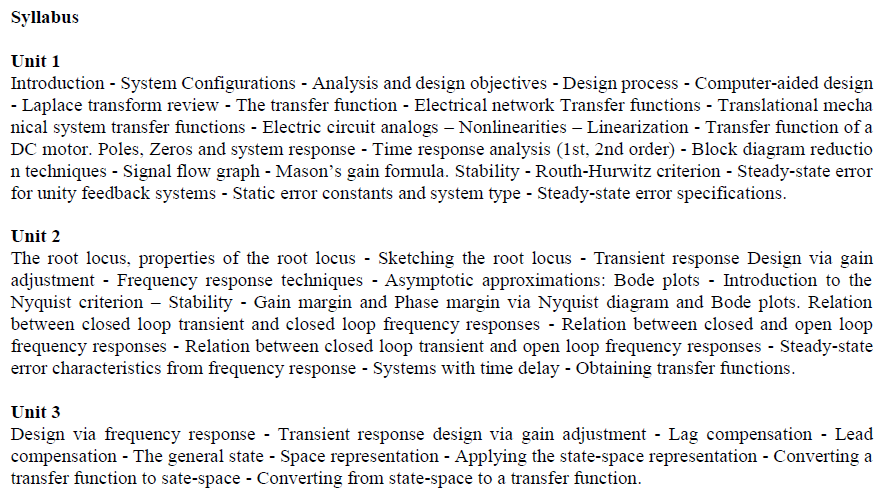 Syllabus
Unit 1
Introduction - System Configurations - Analysis and design objectives - Design process - Computer-aided design
- Laplace transform review - The transfer function - Electrical network Transfer functions - Translational mecha
nical system transfer functions - Electric circuit analogs – Nonlinearities – Linearization - Transfer function of a
DC motor. Poles, Zeros and system response - Time response analysis (1st, 2nd order) - Block diagram reductio
n techniques - Signal flow graph - Mason’s gain formula. Stability - Routh-Hurwitz criterion - Steady-state error
for unity feedback systems - Static error constants and system type - Steady-state error specifications.
Unit 2
The root locus, properties of the root locus - Sketching the root locus - Transient response Design via gain
adjustment - Frequency response techniques - Asymptotic approximations: Bode plots - Introduction to the
Nyquist criterion – Stability - Gain margin and Phase margin via Nyquist diagram and Bode plots. Relation
between closed loop transient and closed loop frequency responses - Relation between closed and open loop
frequency responses - Relation between closed loop transient and open loop frequency responses - Steady-state
error characteristics from frequency response - Systems with time delay - Obtaining transfer functions.
Unit 3
Design via frequency response - Transient response design via gain adjustment - Lag compensation - Lead
compensation - The general state - Space representation - Applying the state-space representation - Converting a
transfer function to sate-space - Converting from state-space to a transfer function.